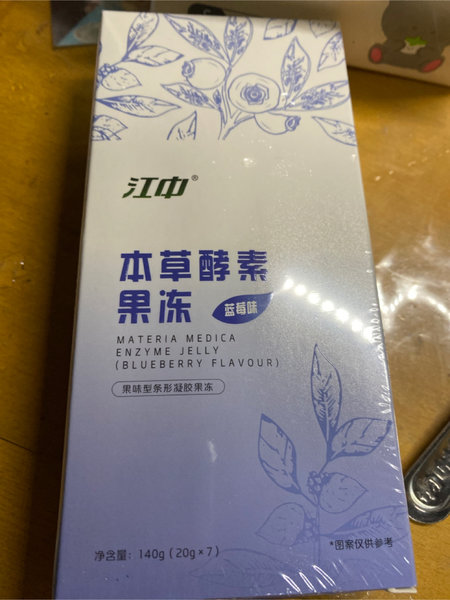 江中®
本草酵素
果冻 蓝莓味
MATERIA MEDICA
ENZYME JELLY
(BLUEBERRY FLAVOUR)
果味型条形凝胶果冻
净含量：140g（20g×7）
*图案仅供参考